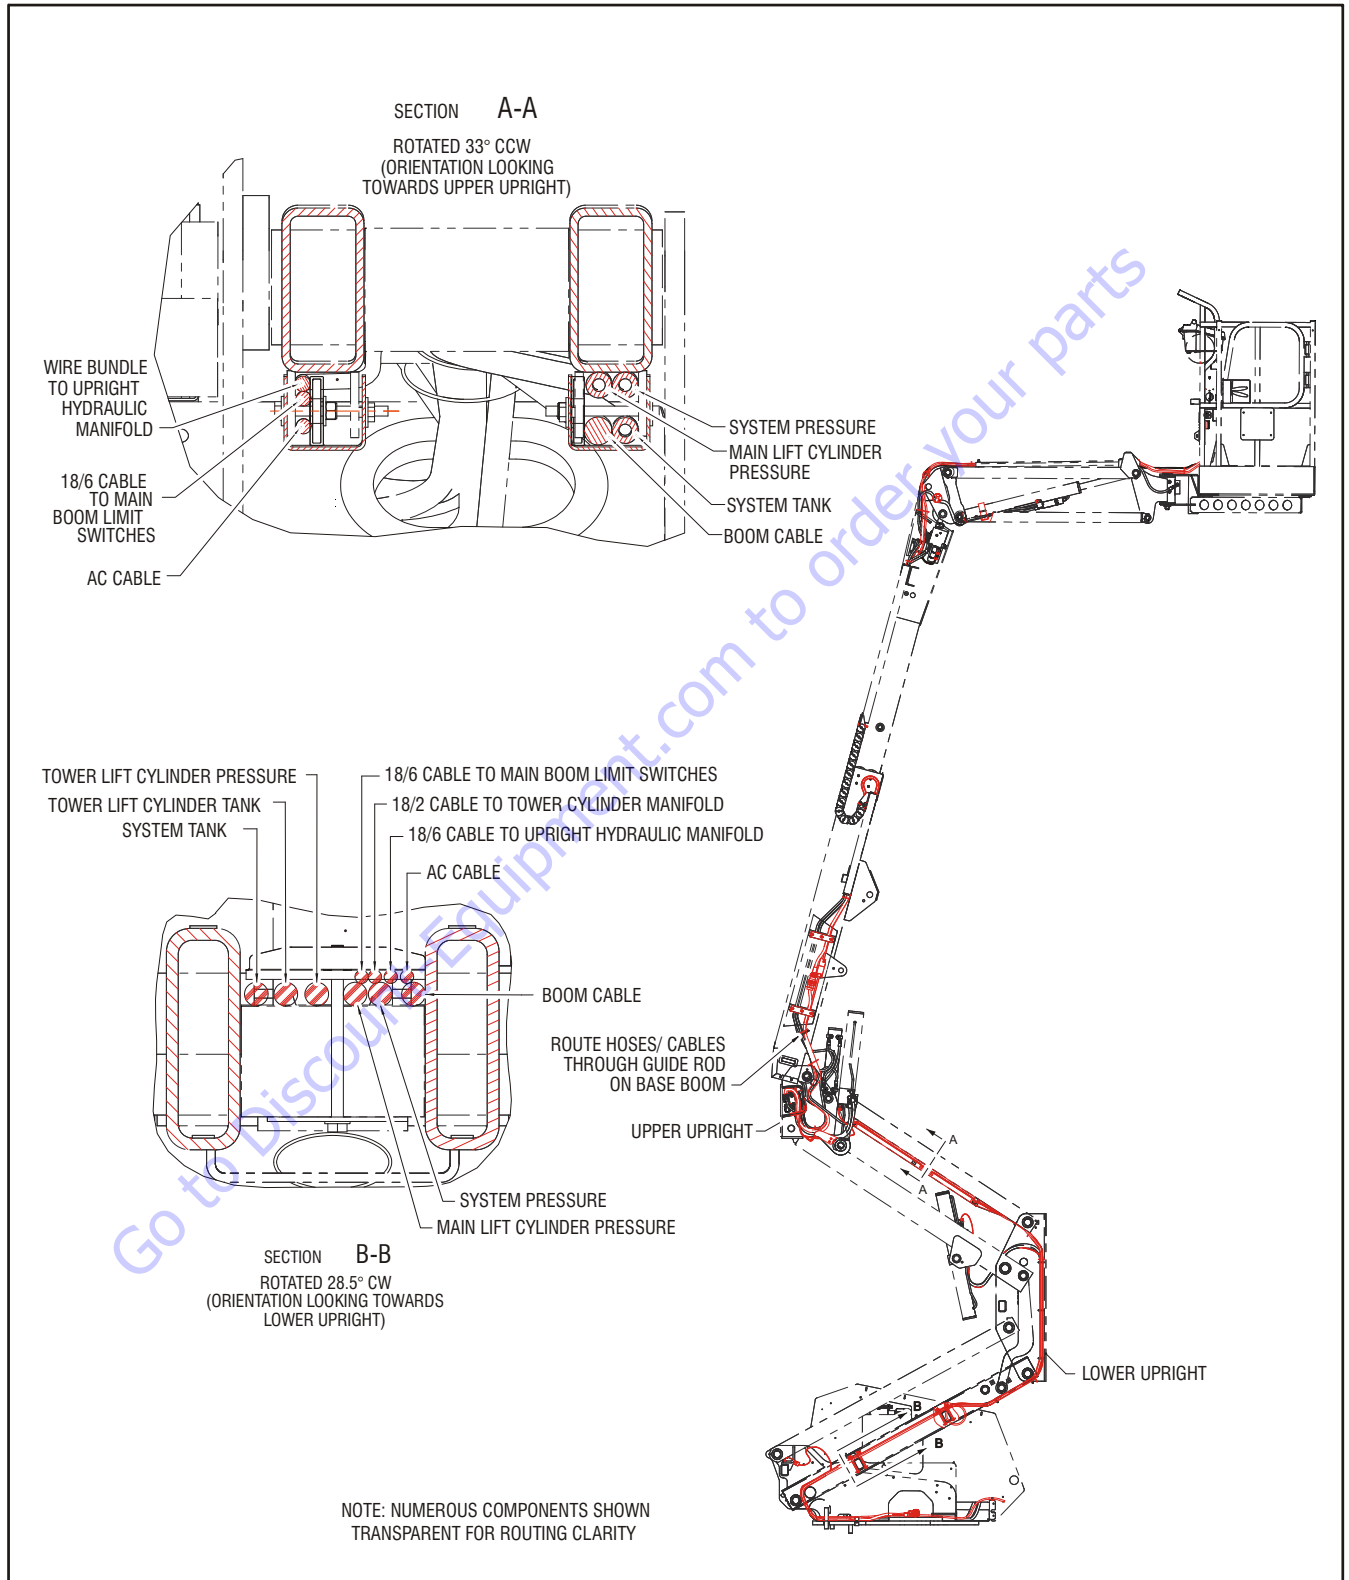 SECTION A-A
ROTATED 33° CCW
(ORIENTATION LOOKING
TOWARDS UPPER UPRIGHT)
WIRE BUNDLE
TO UPRIGHT
HYDRAULIC
MANIFOLD
18/6 CABLE
TO MAIN
BOOM LIMIT
SWITCHES
AC CABLE
SYSTEM PRESSURE
MAIN LIFT CYLINDER
PRESSURE
SYSTEM TANK
BOOM CABLE
TOWER LIFT CYLINDER PRESSURE
TOWER LIFT CYLINDER TANK
SYSTEM TANK
18/6 CABLE TO MAIN BOOM LIMIT SWITCHES
18/2 CABLE TO TOWER CYLINDER MANIFOLD
18/6 CABLE TO UPRIGHT HYDRAULIC MANIFOLD
AC CABLE
BOOM CABLE
SYSTEM PRESSURE
MAIN LIFT CYLINDER PRESSURE
SECTION B-B
ROTATED 28.5° CW
(ORIENTATION LOOKING TOWARDS
LOWER UPRIGHT)
ROUTE HOSES/ CABLES
THROUGH GUIDE ROD
ON BASE BOOM
UPPER UPRIGHT
A
A
LOWER UPRIGHT
B
B
NOTE: NUMEROUS COMPONENTS SHOWN
TRANSPARENT FOR ROUTING CLARITY
Go to Discount-Equipment.com to order your parts